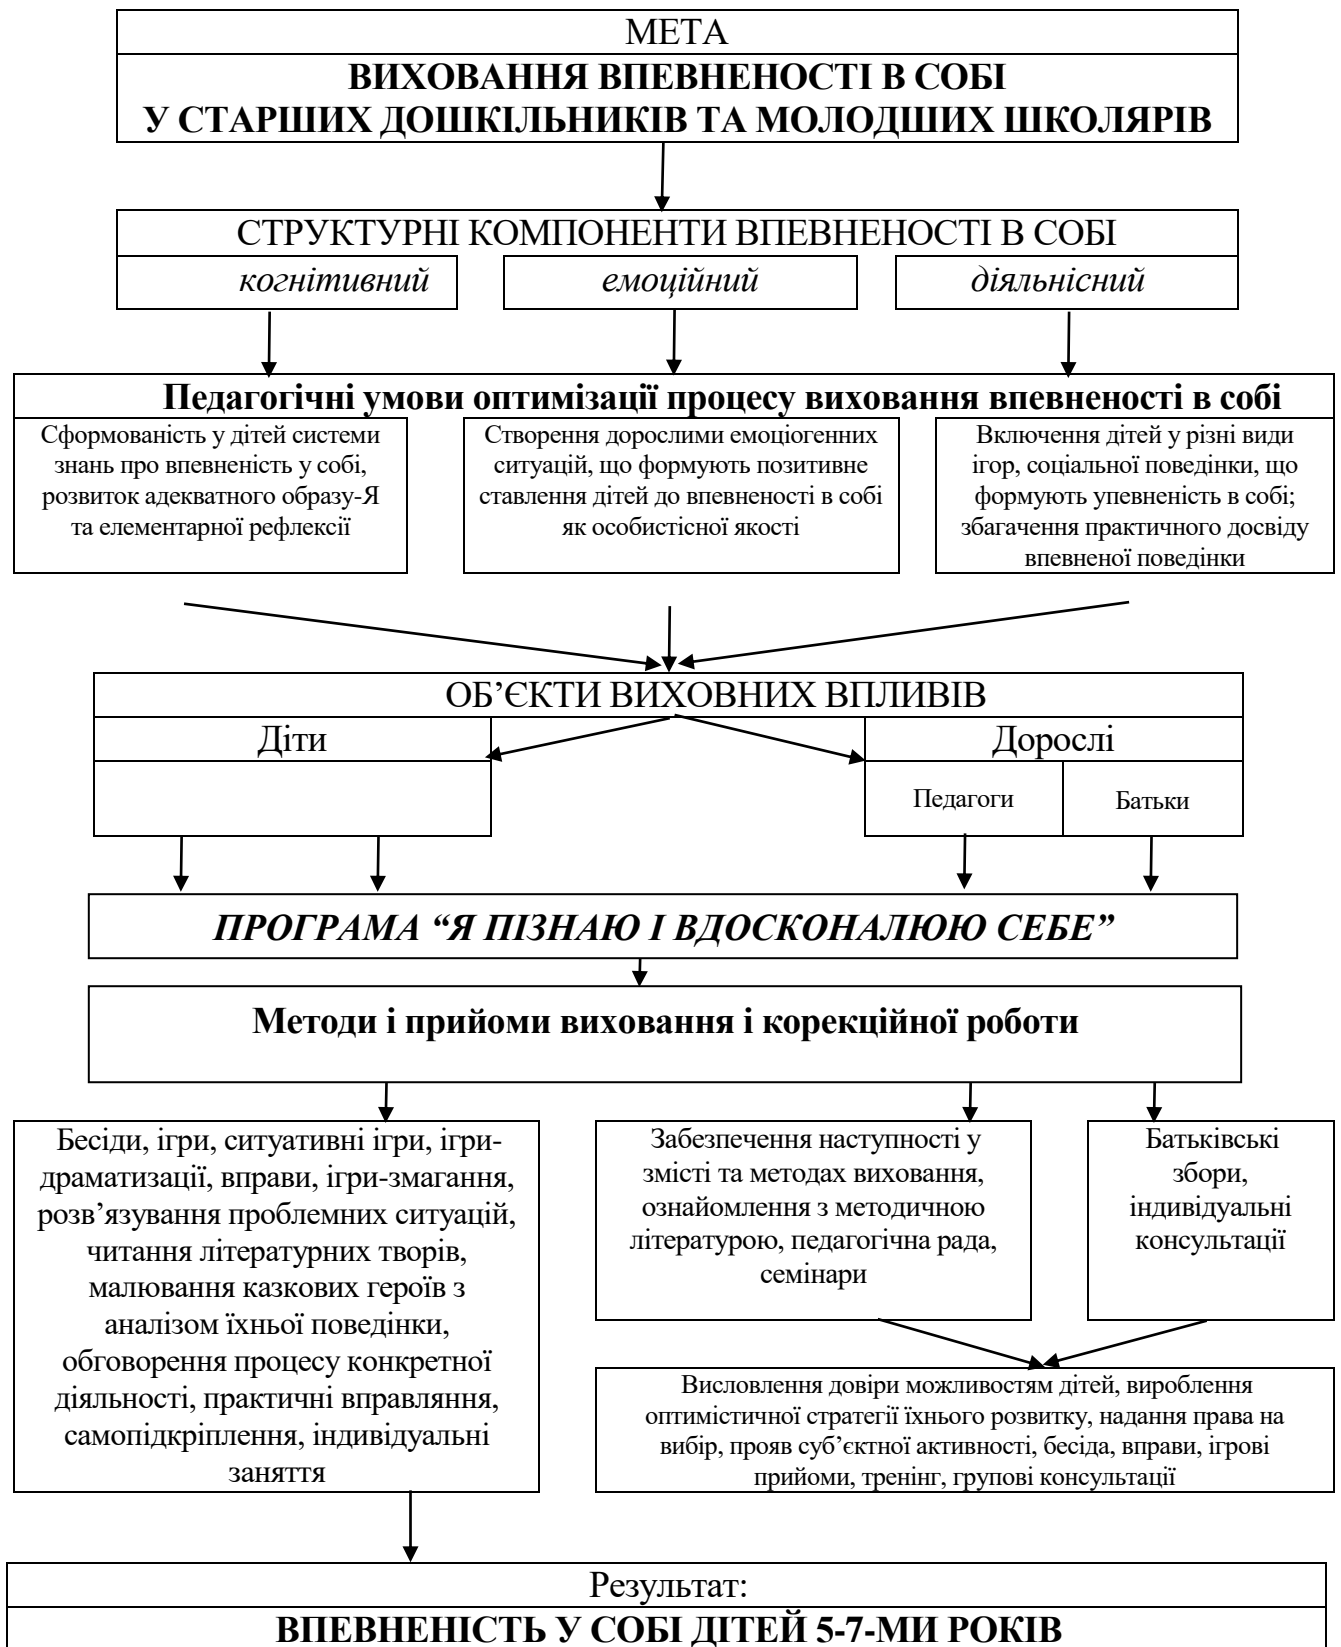 МЕТА
ВИХОВАННЯ ВПЕВНЕНОСТІ В СОБІ
У СТАРШИХ ДОШКІЛЬНИКІВ ТА МОЛОДШИХ ШКОЛЯРІВ
СТРУКТУРНІ КОМПОНЕНТИ ВПЕВНЕНОСТІ В СОБІ
когнітивний
емоційний
діяльнісний
Педагогічні умови оптимізації процесу виховання впевненості в собі
Сформованість у дітей системи
знань про впевненість у собі,
розвиток адекватного образу-Я
та елементарної рефлексії
Створення дорослими емоціогенних
ситуацій, що формують позитивне
ставлення дітей до впевненості в собі
як особистісної якості
Включення дітей у різні види
ігор, соціальної поведінки, що
формують упевненість в собі;
збагачення практичного досвіду
впевненої поведінки
ОБ’ЄКТИ ВИХОВНИХ ВПЛИВІВ
Діти
Дорослі
Педагоги
Батьки
ПРОГРАМА “Я ПІЗНАЮ І ВДОСКОНАЛЮЮ СЕБЕ”
Методи і прийоми виховання і корекційної роботи
Бесіди, ігри, ситуативні ігри, ігри-
драматизації, вправи, ігри-змагання,
розв’язування проблемних ситуацій,
читання літературних творів,
малювання казкових героїв з
аналізом їхньої поведінки,
обговорення процесу конкретної
діяльності, практичні вправляння,
самопідкріплення, індивідуальні
заняття
Забезпечення наступності у
змісті та методах виховання,
ознайомлення з методичною
літературою, педагогічна рада,
семінари
Батьківські
збори,
індивідуальні
консультації
Висловлення довіри можливостям дітей, вироблення
оптимістичної стратегії їхнього розвитку, надання права на
вибір, прояв суб’єктної активності, бесіда, вправи, ігрові
прийоми, тренінг, групові консультації
Результат:
ВПЕВНЕНІСТЬ У СОБІ ДІТЕЙ 5-7-МИ РОКІВ